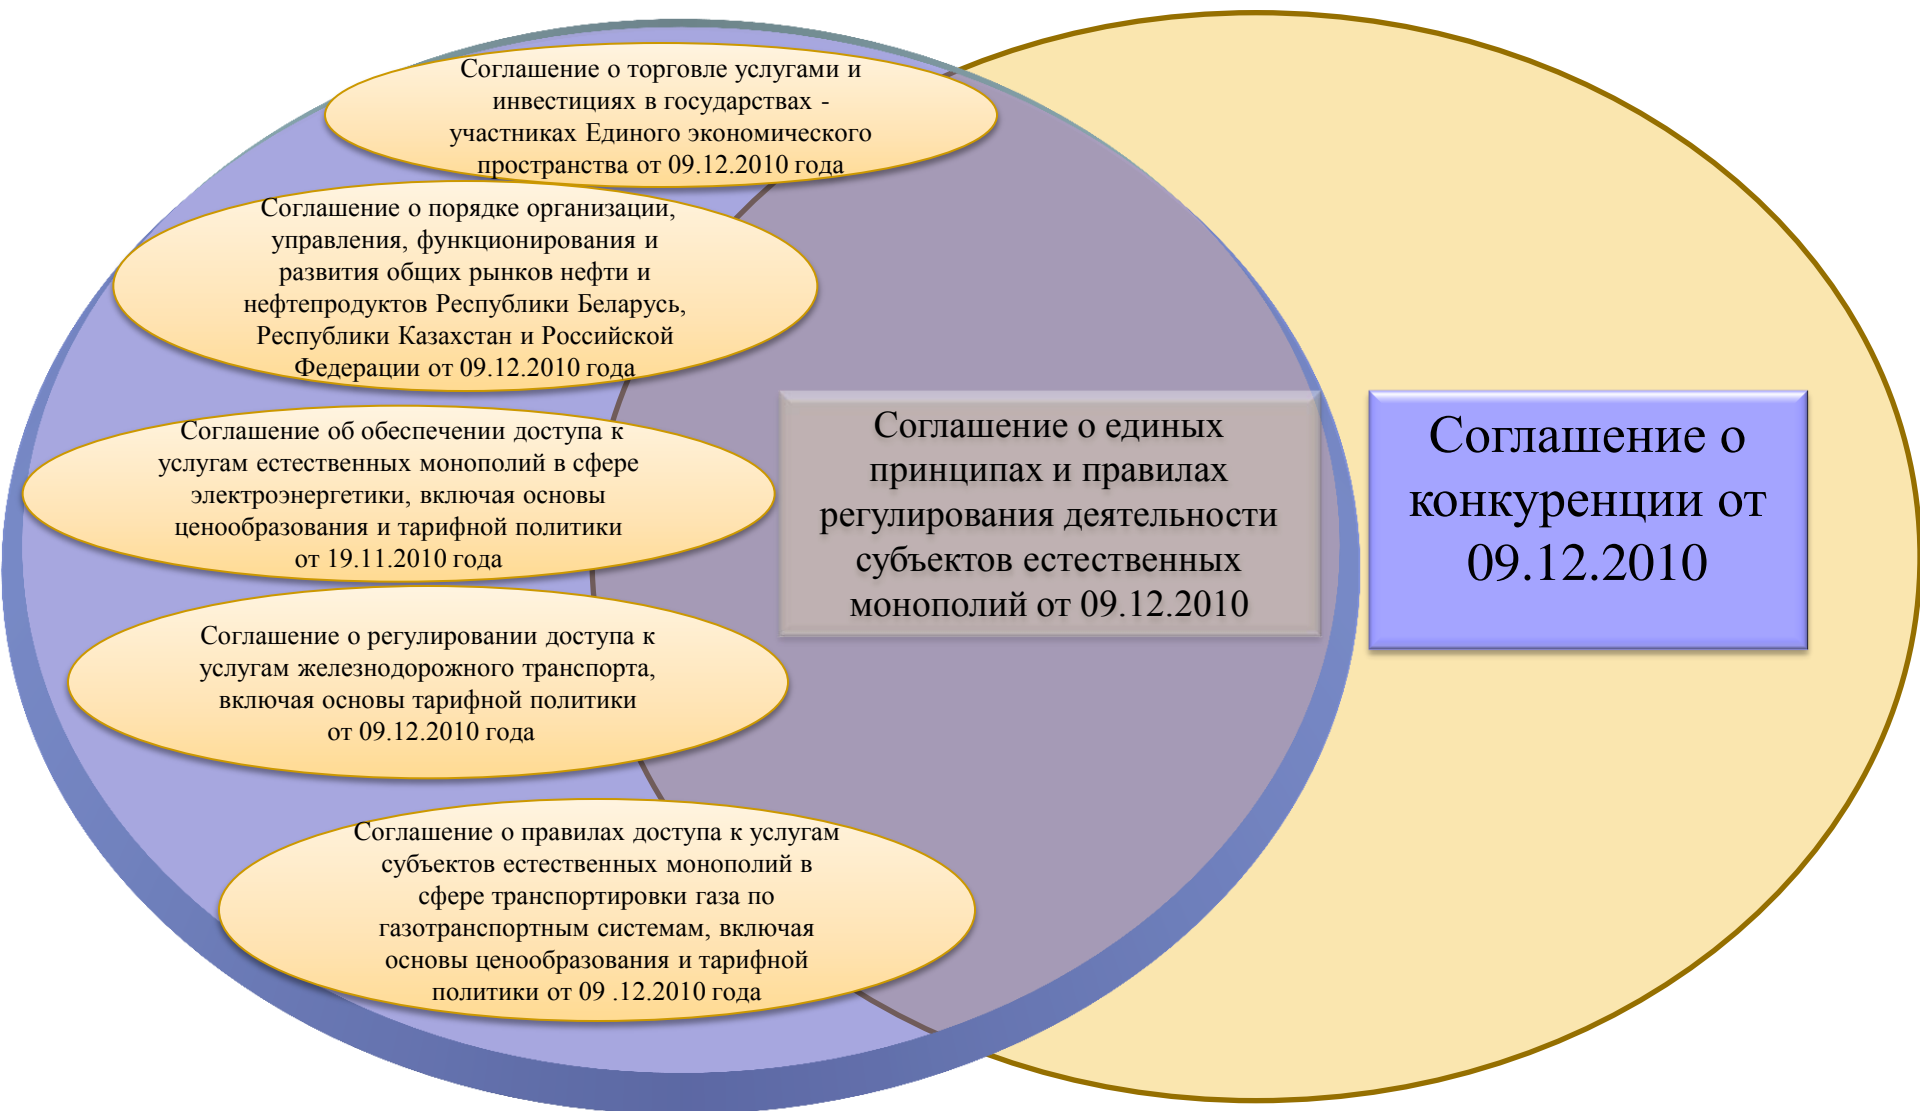 Соглашение о торговле услугами и
инвестициях в государствах -
участниках Единого экономического
пространства от 09.12.2010 года
Соглашение о порядке организации,
управления, функционирования и
развития общих рынков нефти и
нефтепродуктов Республики Беларусь,
Республики Казахстан и Российской
Федерации от 09.12.2010 года
Соглашение об обеспечении доступа к
услугам естественных монополий в сфере
электроэнергетики, включая основы
ценообразования и тарифной политики
от 19.11.2010 года
Соглашение о регулировании доступа к
услугам железнодорожного транспорта,
включая основы тарифной политики
от 09.12.2010 года
Соглашение о правилах доступа к услугам
субъектов естественных монополий в
сфере транспортировки газа по
газотранспортным системам, включая
основы ценообразования и тарифной
политики от 09 .12.2010 года
Соглашение о единых
принципах и правилах
регулирования деятельности
субъектов естественных
монополий от 09.12.2010
Соглашение о
конкуренции от
09.12.2010